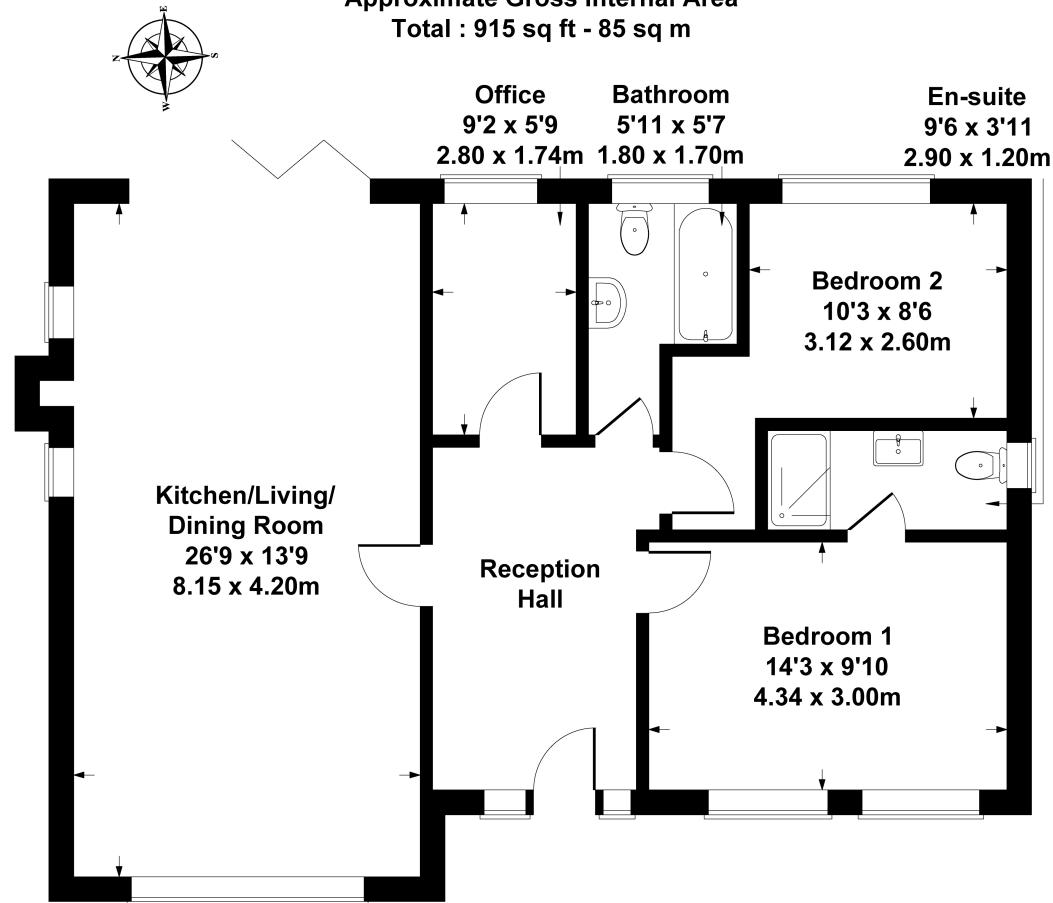 Approximate Gross Internal Area
Total : 915 sq ft - 85 sq m
E
N
S
W
Office
9'2 x 5'9
2.80 x 1.74m
Bathroom
5'11 x 5'7
1.80 x 1.70m
En-suite
9'6 x 3'11
2.90 x 1.20m
Bedroom 2
10'3 x 8'6
3.12 x 2.60m
Kitchen/Living/
Dining Room
26'9 x 13'9
8.15 x 4.20m
Reception
Hall
Bedroom 1
14'3 x 9'10
4.34 x 3.00m